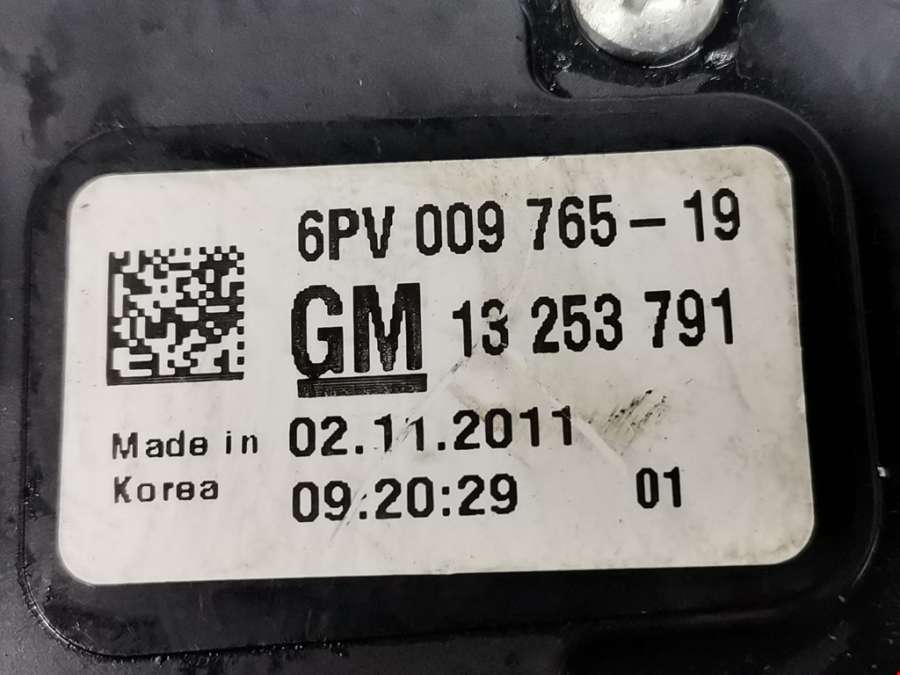 6PV 009 765-19
GM 13 253 791
Made in 02.11.2011
Korea 09:20:29 01